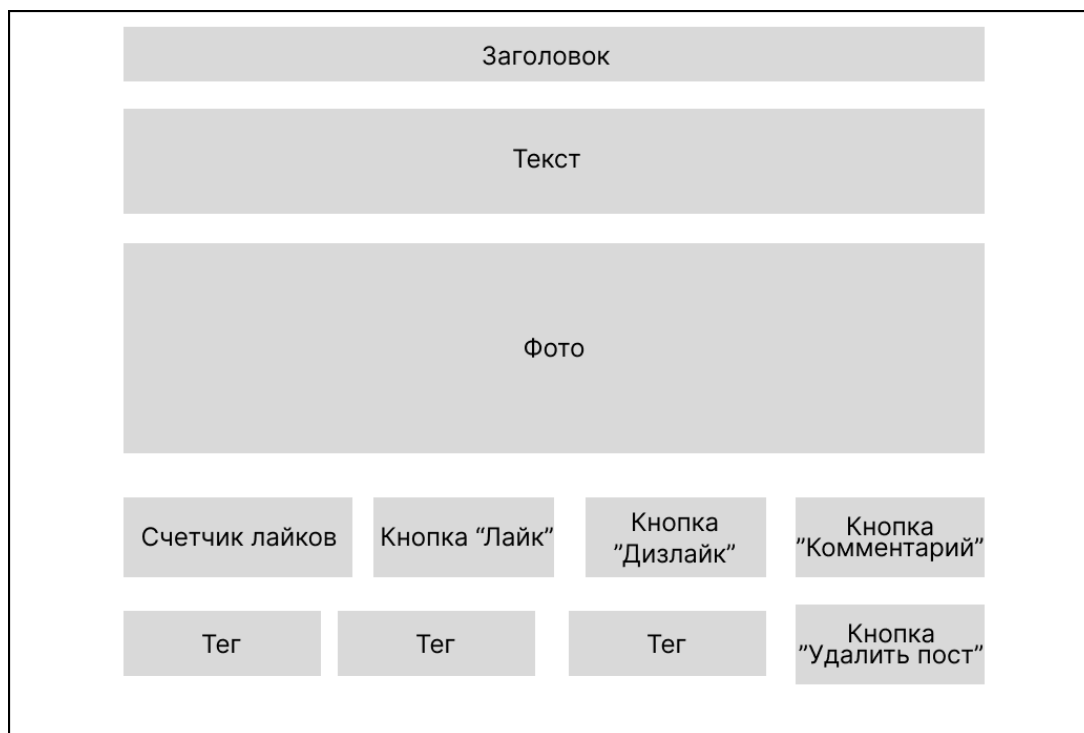 Заголовок
Текст
Фото
Счетчик лайков
Кнопка “Лайк”
Кнопка
”Дизлайк”
Кнопка
”Комментарий”
Тег
Тег
Тег
Кнопка
”Удалить пост”